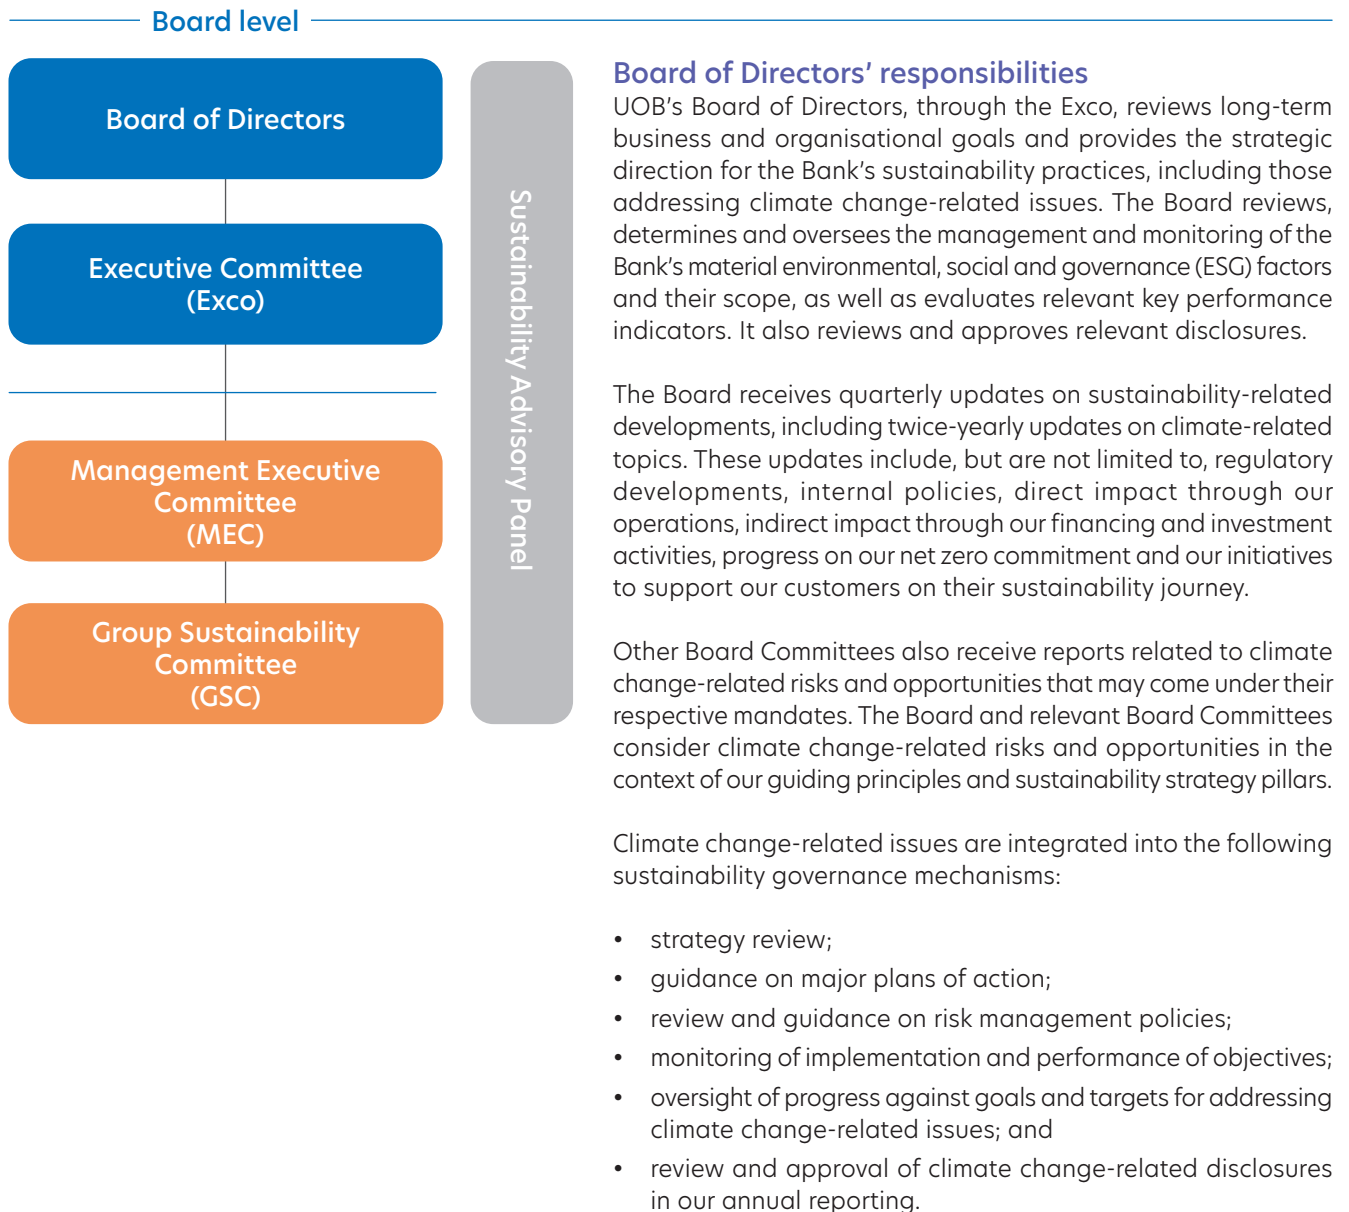 Board level
Board of Directors
Executive Committee
(Exco)
Management Executive
Committee
(MEC)
Group Sustainability
Committee
(GSC)
Sustainability Advisory Panel
Board of Directors’ responsibilities
UOB’s Board of Directors, through the Exco, reviews long-term
business and organisational goals and provides the strategic
direction for the Bank’s sustainability practices, including those
addressing climate change-related issues. The Board reviews,
determines and oversees the management and monitoring of the
Bank’s material environmental, social and governance (ESG) factors
and their scope, as well as evaluates relevant key performance
indicators. It also reviews and approves relevant disclosures.
The Board receives quarterly updates on sustainability-related
developments, including twice-yearly updates on climate-related
topics. These updates include, but are not limited to, regulatory
developments, internal policies, direct impact through our
operations, indirect impact through our financing and investment
activities, progress on our net zero commitment and our initiatives
to support our customers on their sustainability journey.
Other Board Committees also receive reports related to climate
change-related risks and opportunities that may come under their
respective mandates. The Board and relevant Board Committees
consider climate change-related risks and opportunities in the
context of our guiding principles and sustainability strategy pillars.
Climate change-related issues are integrated into the following
sustainability governance mechanisms:
• strategy review;
• guidance on major plans of action;
• review and guidance on risk management policies;
• monitoring of implementation and performance of objectives;
• oversight of progress against goals and targets for addressing
climate change-related issues; and
• review and approval of climate change-related disclosures
in our annual reporting.